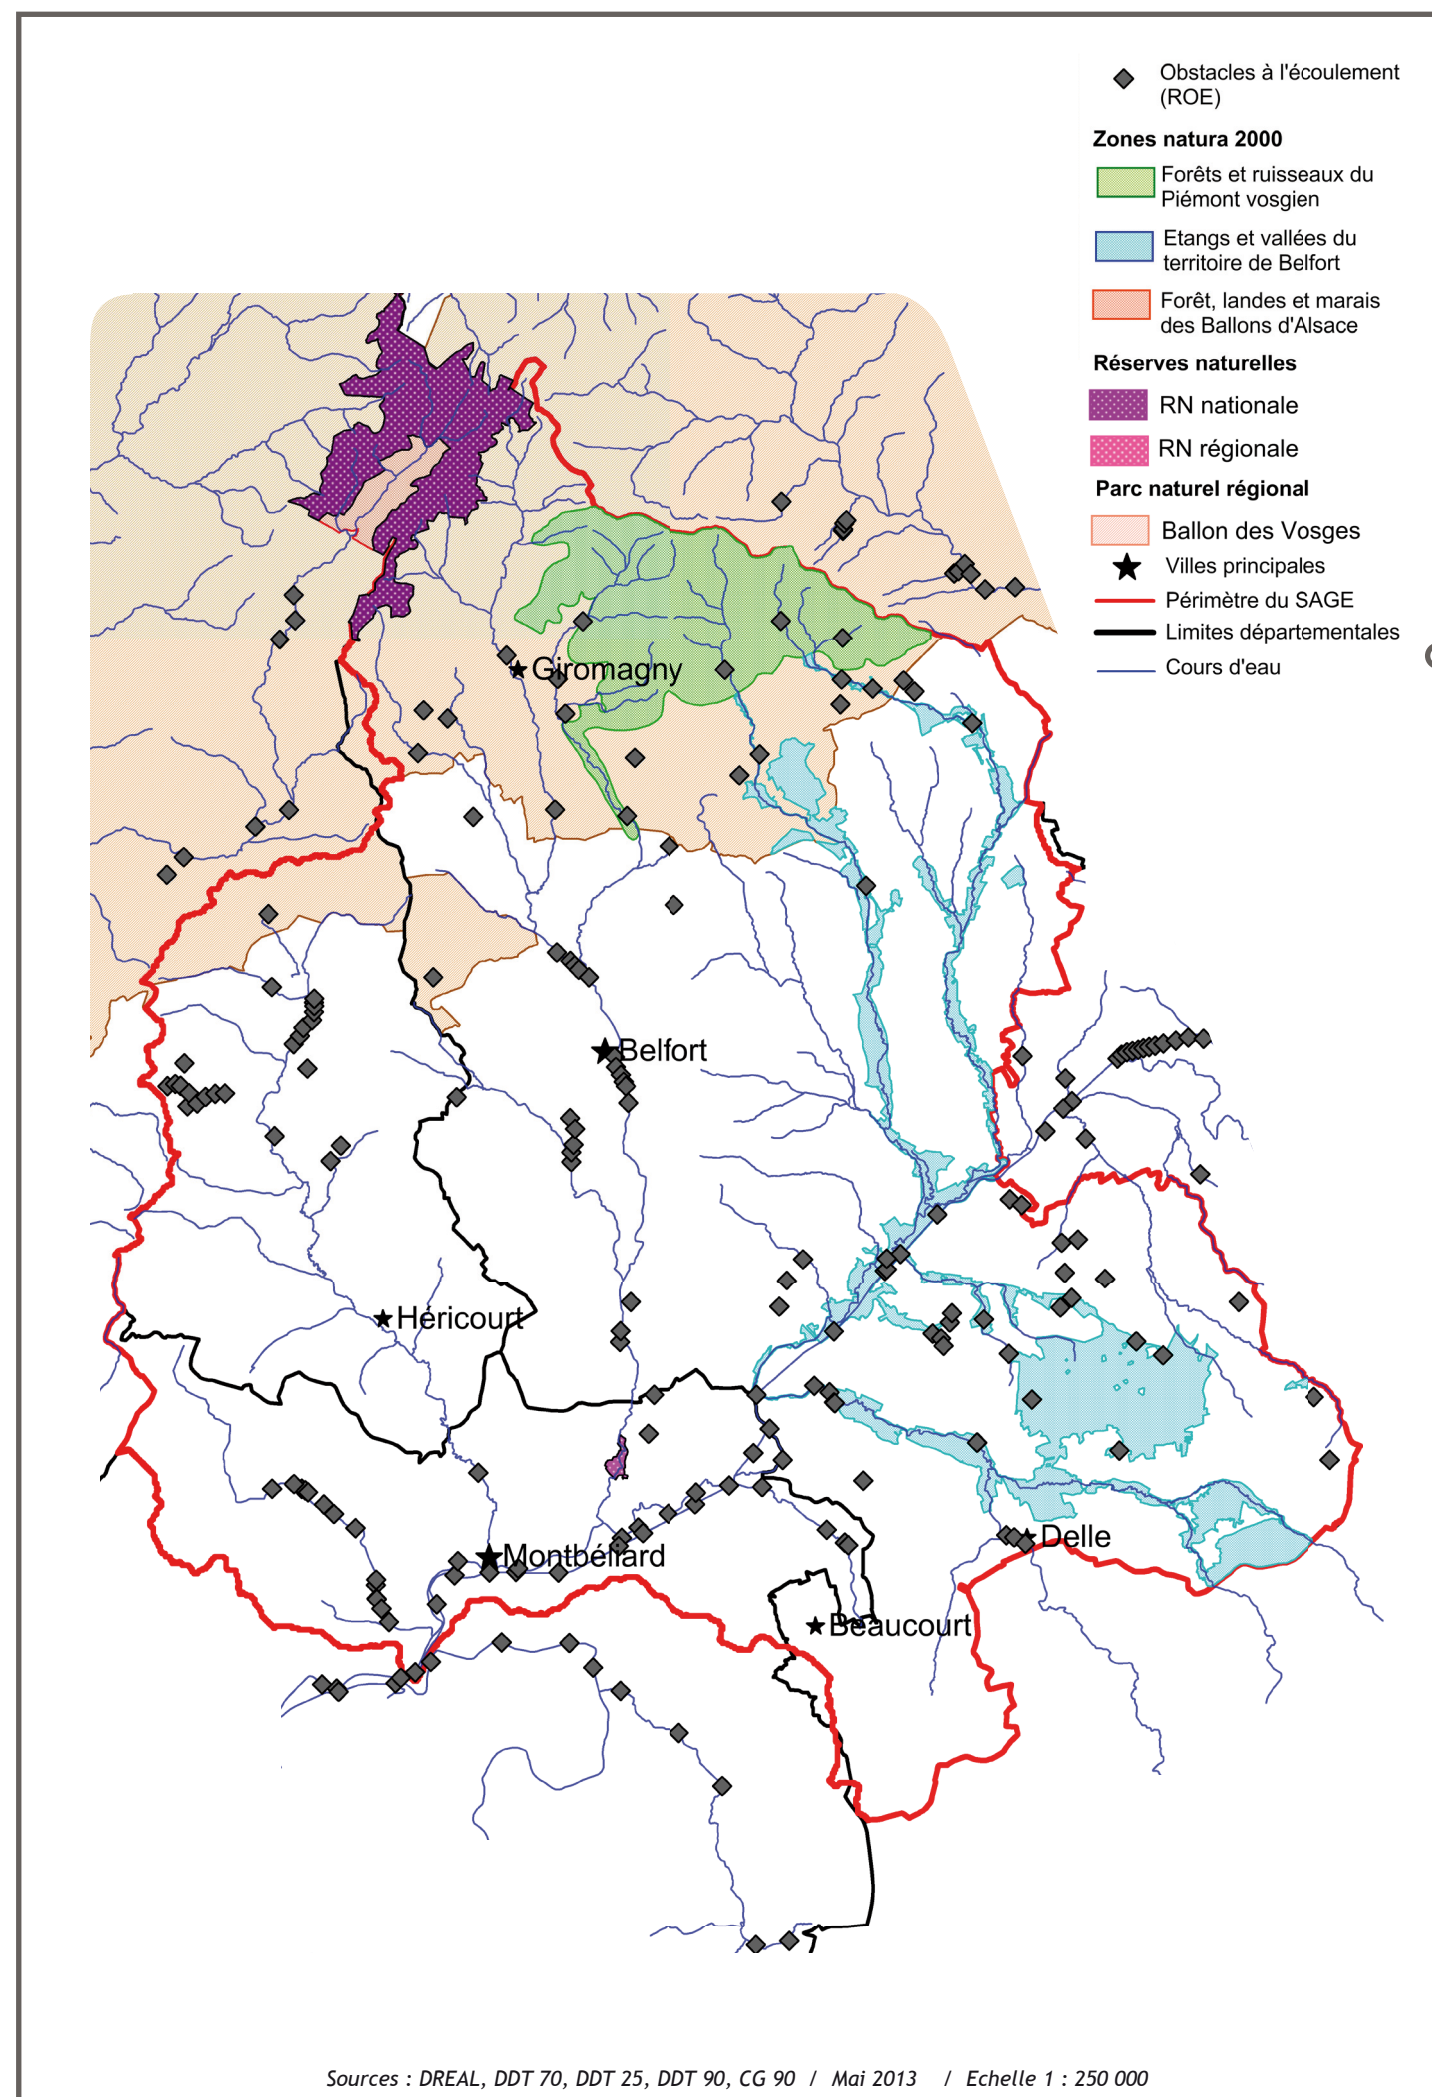 Obstacles à l'écoulement
(ROE)
Zones natura 2000
Forêts et ruisseaux du
Piémont vosgien
Etangs et vallées du
territoire de Belfort
Forêt, landes et marais
des Ballons d'Alsace
Réserves naturelles
RN nationale
RN régionale
Parc naturel régional
Ballon des Vosges
Villes principales
Périmètre du SAGE
Limites départementales
Cours d'eau
Giromagny
Belfort
Héricourt
Delle
Montbéliard
Beaucourt
Sources : DREAL, DDT 70, DDT 25, DDT 90, CG 90 / Mai 2013 / Echelle 1 : 250 000